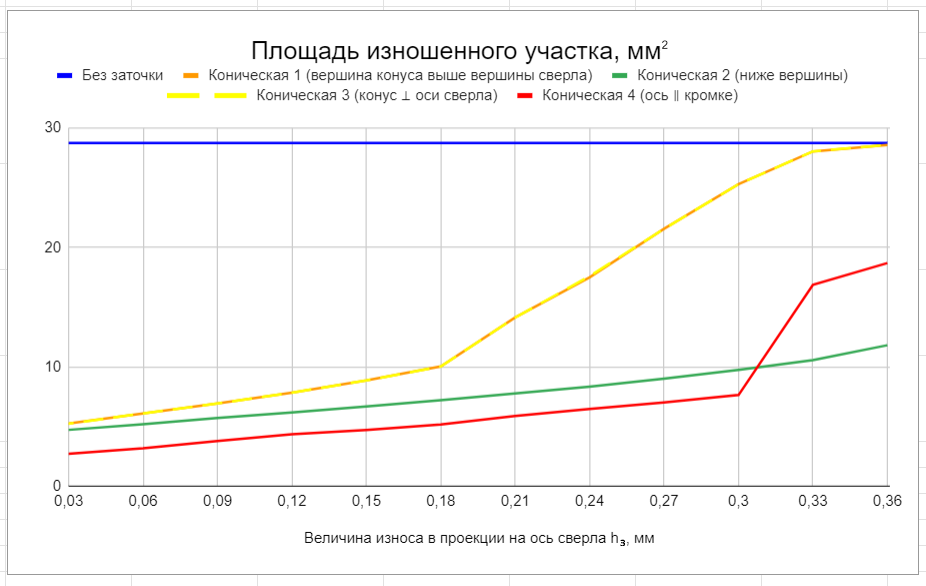 Площадь изношенного участка, мм²
Без заточки Коническая 1 (вершина конуса выше вершины сверла) Коническая 2 (ниже вершины)
Коническая 3 (конус ⊥ оси сверла) Коническая 4 (ось ∥ кромке)
30
20
10
0
0,03 0,06 0,09 0,12 0,15 0,18 0,21 0,24 0,27 0,3 0,33 0,36
Величина износа в проекции на ось сверла h₃, мм